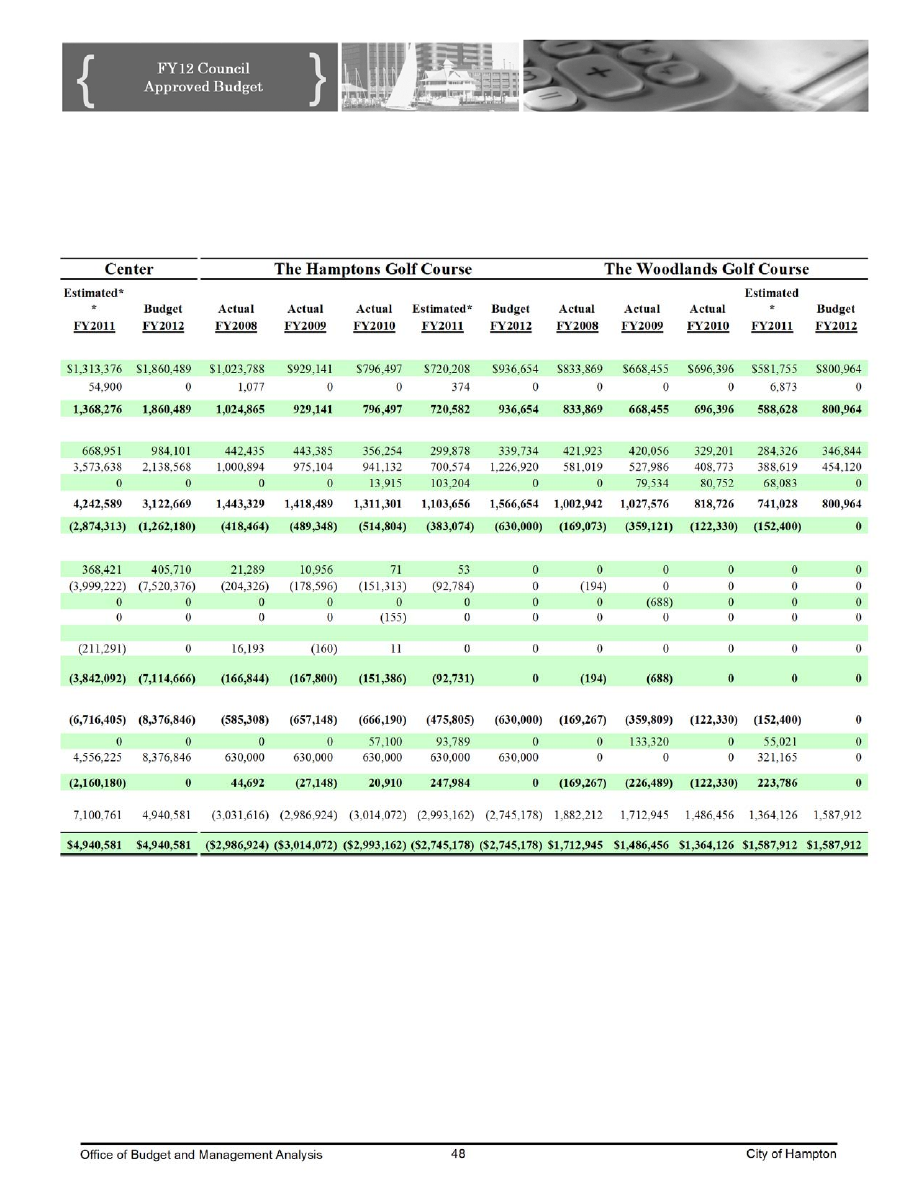 FY12 Council
Approved Budget
Center The Hamptons Golf Course The Woodlands Golf Course
Estimated* Estimated
* Budget Actual Actual Actual Estimated* Budget Actual Actual Actual * Budget
FY2011 FY2012 FY2008 FY2009 FY2010 FY2011 FY2012 FY2008 FY2009 FY2010 FY2011 FY2012
$1,313,376 $1,860,489 $1,023,788 $929,141 $796,497 $720,208 $936,654 $833,869 $668,455 $696,396 $581,755 $800,964
54,900 0 1,077 0 0 374 0 0 0 0 6,873 0
1,368,276 1,860,489 1,024,865 929,141 796,497 720,582 936,654 833,869 668,455 696,396 588,628 800,964
668,951 984,101 442,435 443,385 356,254 299,878 339,734 421,923 420,056 329,201 284,326 346,844
3,573,638 2,138,568 1,000,894 975,104 941,132 700,574 1,226,920 581,019 527,986 408,773 388,619 454,120
0 0 0 0 13,915 103,204 0 0 79,534 80,752 68,083 0
4,242,589 3,122,669 1,443,329 1,418,489 1,311,301 1,103,656 1,566,654 1,002,942 1,027,576 818,726 741,028 800,964
(2,874,313) (1,262,180) (418,464) (489,348) (514,804) (383,074) (630,000) (169,073) (359,121) (122,330) (152,400) 0
368,421 405,710 21,289 10,956 71 53 0 0 0 0 0 0
(3,999,222) (7,520,376) (204,326) (178,596) (151,313) (92,784) 0 (194) 0 0 0 0
0 0 0 0 0 0 0 0 (688) 0 0 0
0 0 0 0 (155) 0 0 0 0 0 0 0
(211,291) 0 16,193 (160) 11 0 0 0 0 0 0 0
(3,842,092) (7,114,666) (166,844) (167,800) (151,386) (92,731) 0 (194) (688) 0 0 0
(6,716,405) (8,376,846) (585,308) (657,148) (666,190) (475,805) (630,000) (169,267) (359,809) (122,330) (152,400) 0
0 0 0 0 57,100 93,789 0 0 133,320 0 55,021 0
4,556,225 8,376,846 630,000 630,000 630,000 630,000 630,000 0 0 0 321,165 0
(2,160,180) 0 44,692 (27,148) 20,910 247,984 0 (169,267) (226,489) (122,330) 223,786 0
7,100,761 4,940,581 (3,031,616) (2,986,924) (3,014,072) (2,993,162) (2,745,178) 1,882,212 1,712,945 1,486,456 1,364,126 1,587,912
$4,940,581 $4,940,581 ($2,986,924) ($3,014,072) ($2,993,162) ($2,745,178) ($2,745,178) $1,712,945 $1,486,456 $1,364,126 $1,587,912 $1,587,912
Office of Budget and Management Analysis 48 City of Hampton